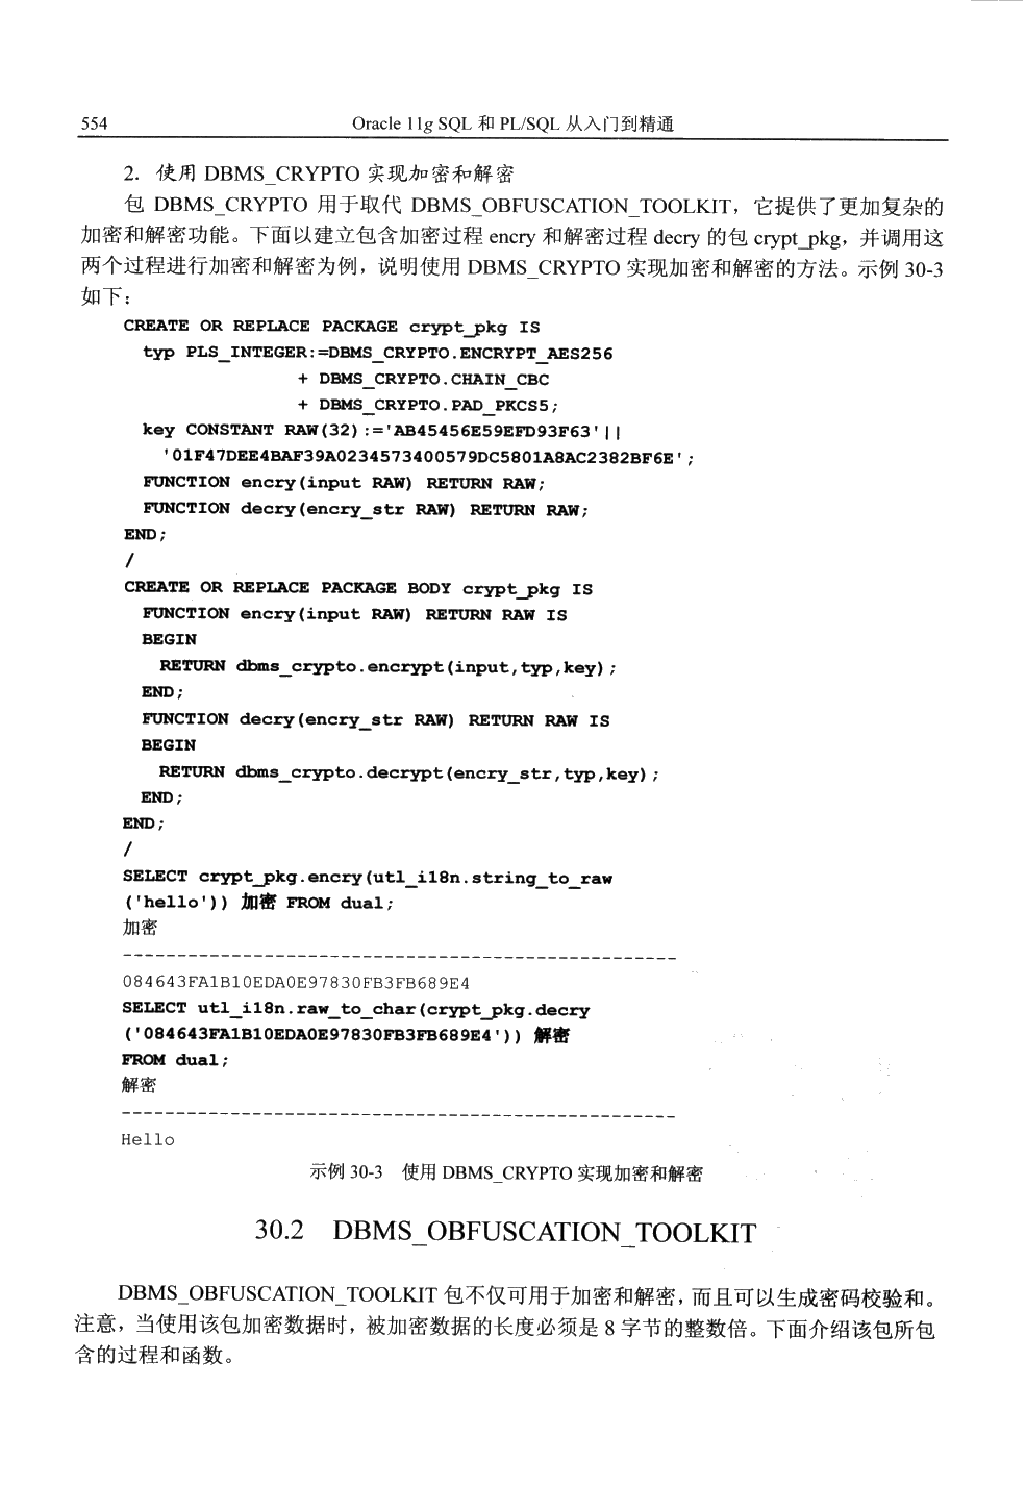 554
Oracle 11g SQL 和 PL/SQL 从入门到精通
2. 使用 DBMS_CRYPTO 实现加密和解密
包 DBMS_CRYPTO 用于取代 DBMS_OBFUSCATION_TOOLKIT，它提供了更加复杂的
加密和解密功能。下面以建立包含加密过程 encry 和解密过程 decry 的包 crypt_pkg，并调用这
两个过程进行加密和解密为例，说明使用 DBMS_CRYPTO 实现加密和解密的方法。示例 30-3
如下：
CREATE OR REPLACE PACKAGE crypt_pkg IS
typ PLS_INTEGER:=DBMS_CRYPTO.ENCRYPT_AES256
+ DBMS_CRYPTO.CHAIN_CBC
+ DBMS_CRYPTO.PAD_PKCS5;
key CONSTANT RAW(32):='AB45456E59EFD93F63'||
'01F47DEE4BAF39A0234573400579DC5801A8AC2382BF6E';
FUNCTION encry(input RAW) RETURN RAW;
FUNCTION decry(encry_str RAW) RETURN RAW;
END;
/
CREATE OR REPLACE PACKAGE BODY crypt_pkg IS
FUNCTION encry(input RAW) RETURN RAW IS
BEGIN
RETURN dbms_crypto.encrypt(input,typ,key);
END;
FUNCTION decry(encry_str RAW) RETURN RAW IS
BEGIN
RETURN dbms_crypto.decrypt(encry_str,typ,key);
END;
END;
/
SELECT crypt_pkg.encry(utl_i18n.string_to_raw
('hello')) 加密 FROM dual;
加密
----------------------------------------------------
084643FA1B10EDA0E97830FB3FB689E4
SELECT utl_i18n.raw_to_char(crypt_pkg.decry
('084643FA1B10EDA0E97830FB3FB689E4')) 解密
FROM dual;
解密
----------------------------------------------------
Hello
示例 30-3 使用 DBMS_CRYPTO 实现加密和解密
30.2 DBMS_OBFUSCATION_TOOLKIT
DBMS_OBFUSCATION_TOOLKIT 包不仅可用于加密和解密，而且可以生成密码校验和。
注意，当使用该包加密数据时，被加密数据的长度必须是 8 字节的整数倍。下面介绍该包所包
含的过程和函数。